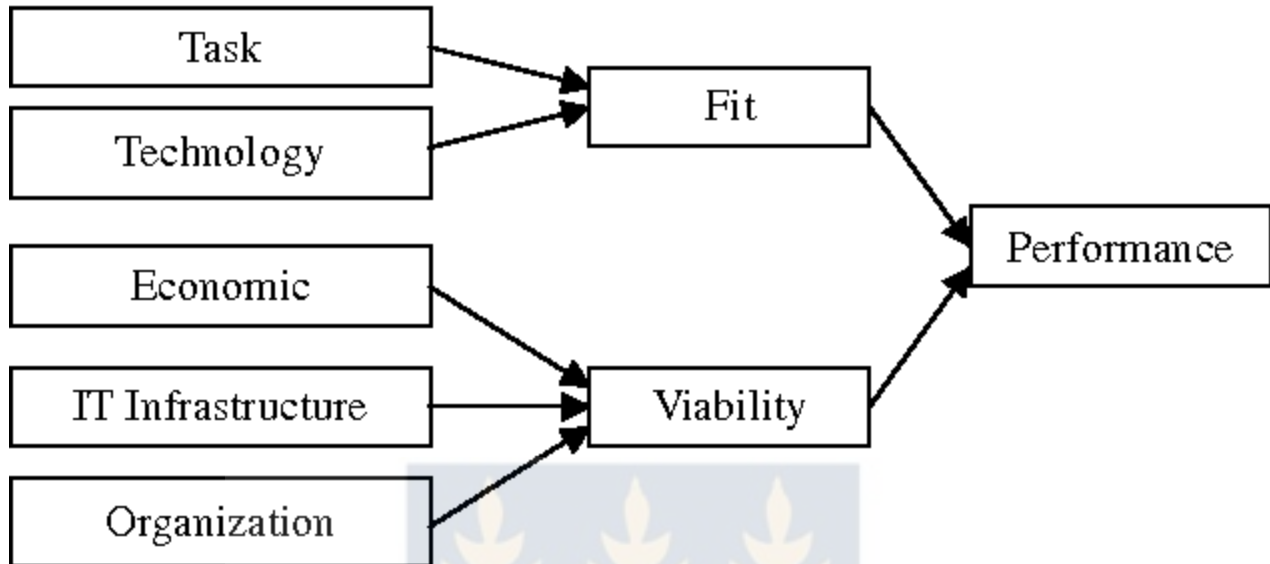 Task
Technology
Fit
Economic
IT Infrastructure
Organization
Viability
Performance